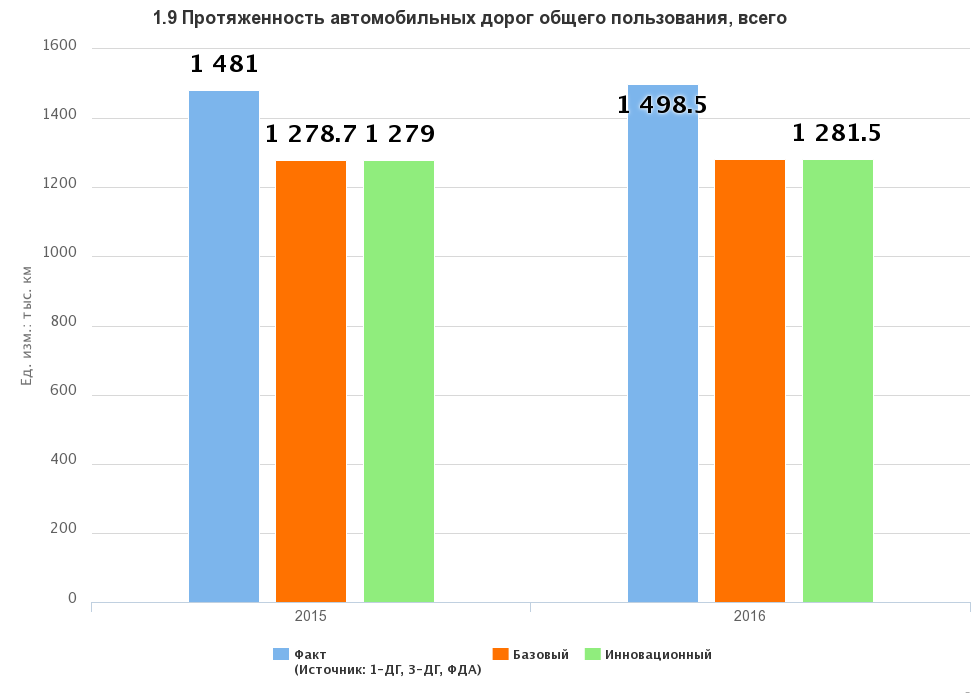 1.9 Протяженность автомобильных дорог общего пользования, всего
Ед. изм.: тыс. км
1600
1400
1200
1000
800
600
400
200
0
1 481
1 278.7
1 279
1 498.5
1 281.5
2015
2016
Факт
(Источник: 1-ДГ, 3-ДГ, ФДА)
Базовый
Инновационный